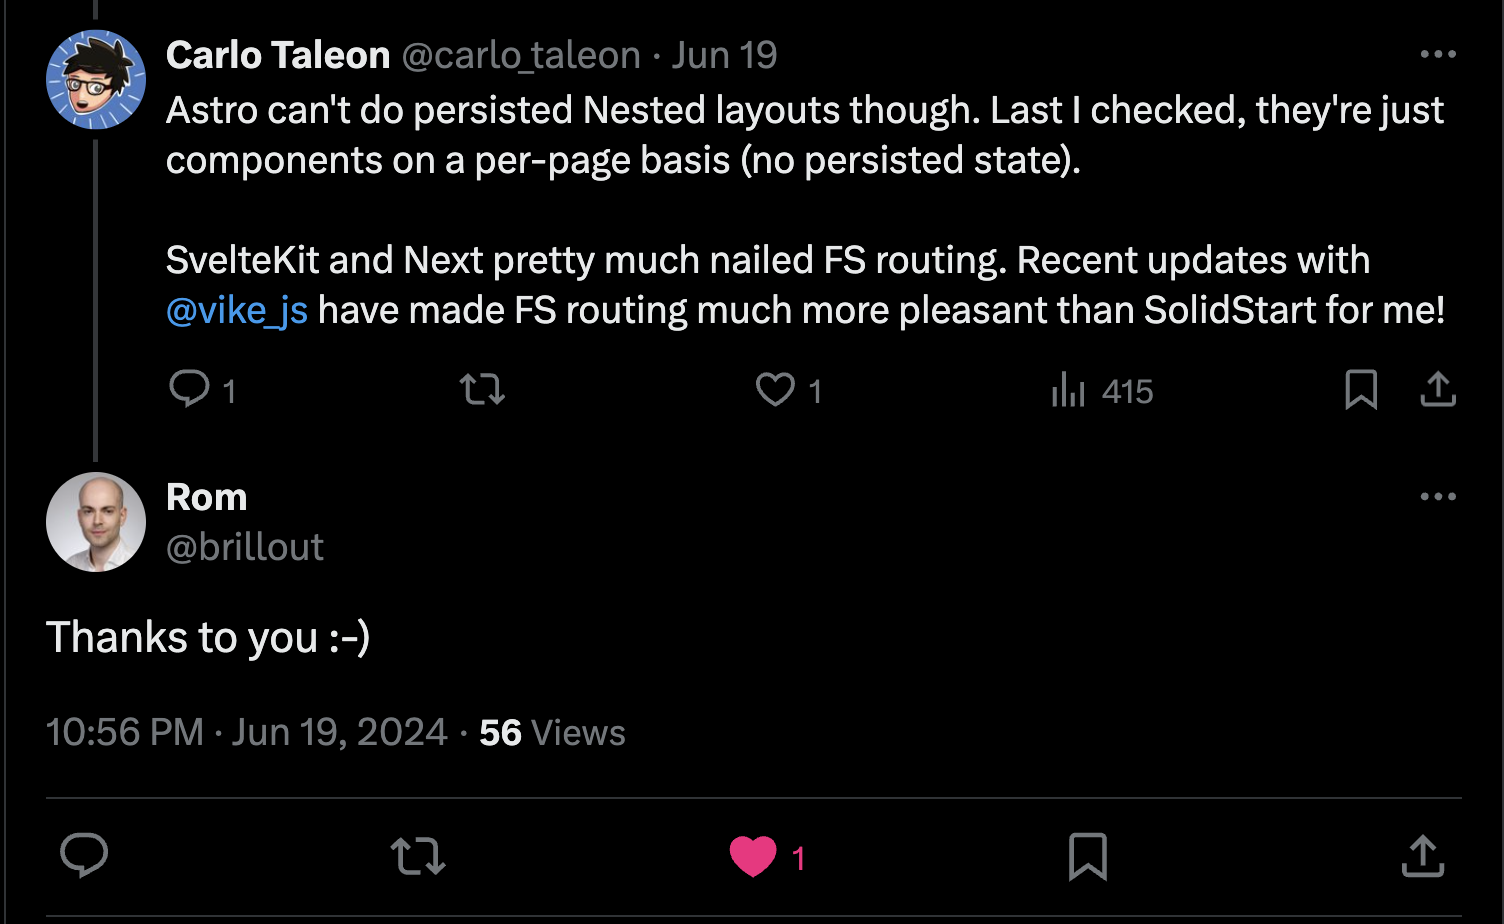 Carlo Taleon @carlo_taleon · Jun 19
Astro can't do persisted Nested layouts though. Last I checked, they're just
components on a per-page basis (no persisted state).
SvelteKit and Next pretty much nailed FS routing. Recent updates with
@vike_js have made FS routing much more pleasant than SolidStart for me!
1 1 415
Rom
@brillout
Thanks to you :-)
10:56 PM · Jun 19, 2024 · 56 Views
1